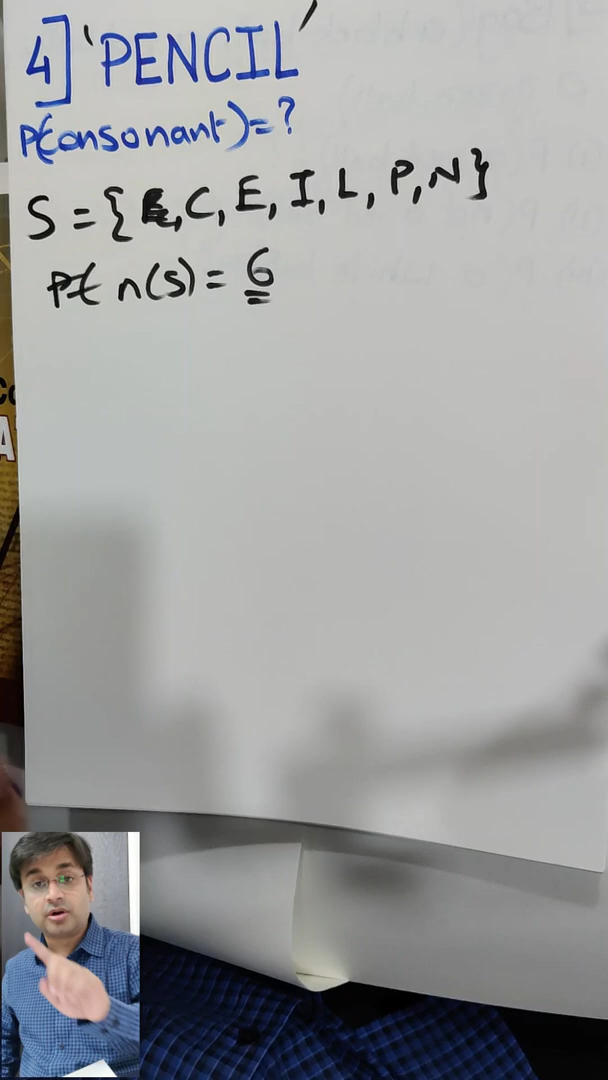 4] 'PENCIL'
P(consonant) = ?
S = { C, E, I, L, P, N }
P( n(S) = 6